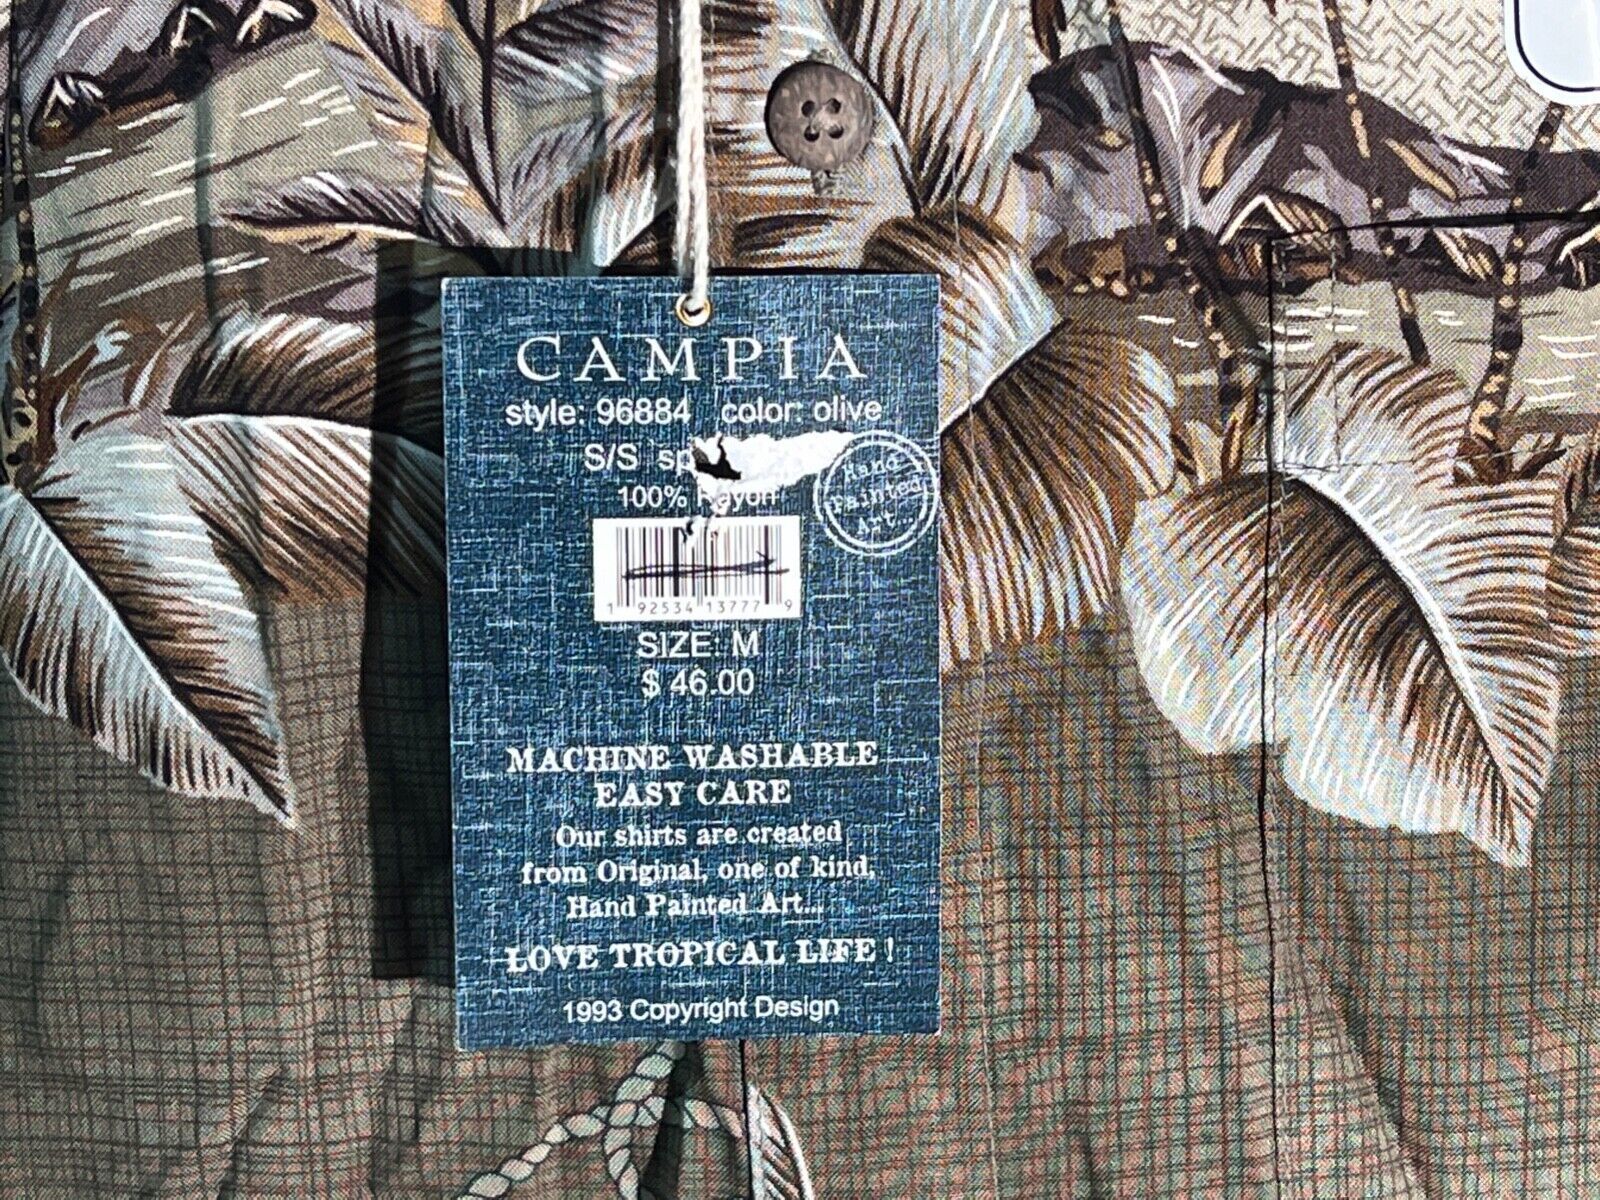 CAMPIA
style: 96884 color: olive
S/S
100% Rayon
Hand
Painted
Art...
1 92534 13777 9
SIZE: M
$ 46.00
MACHINE WASHABLE
EASY CARE
Our shirts are created
from Original, one of kind,
Hand Painted Art...
LOVE TROPICAL LIFE !
1993 Copyright Design